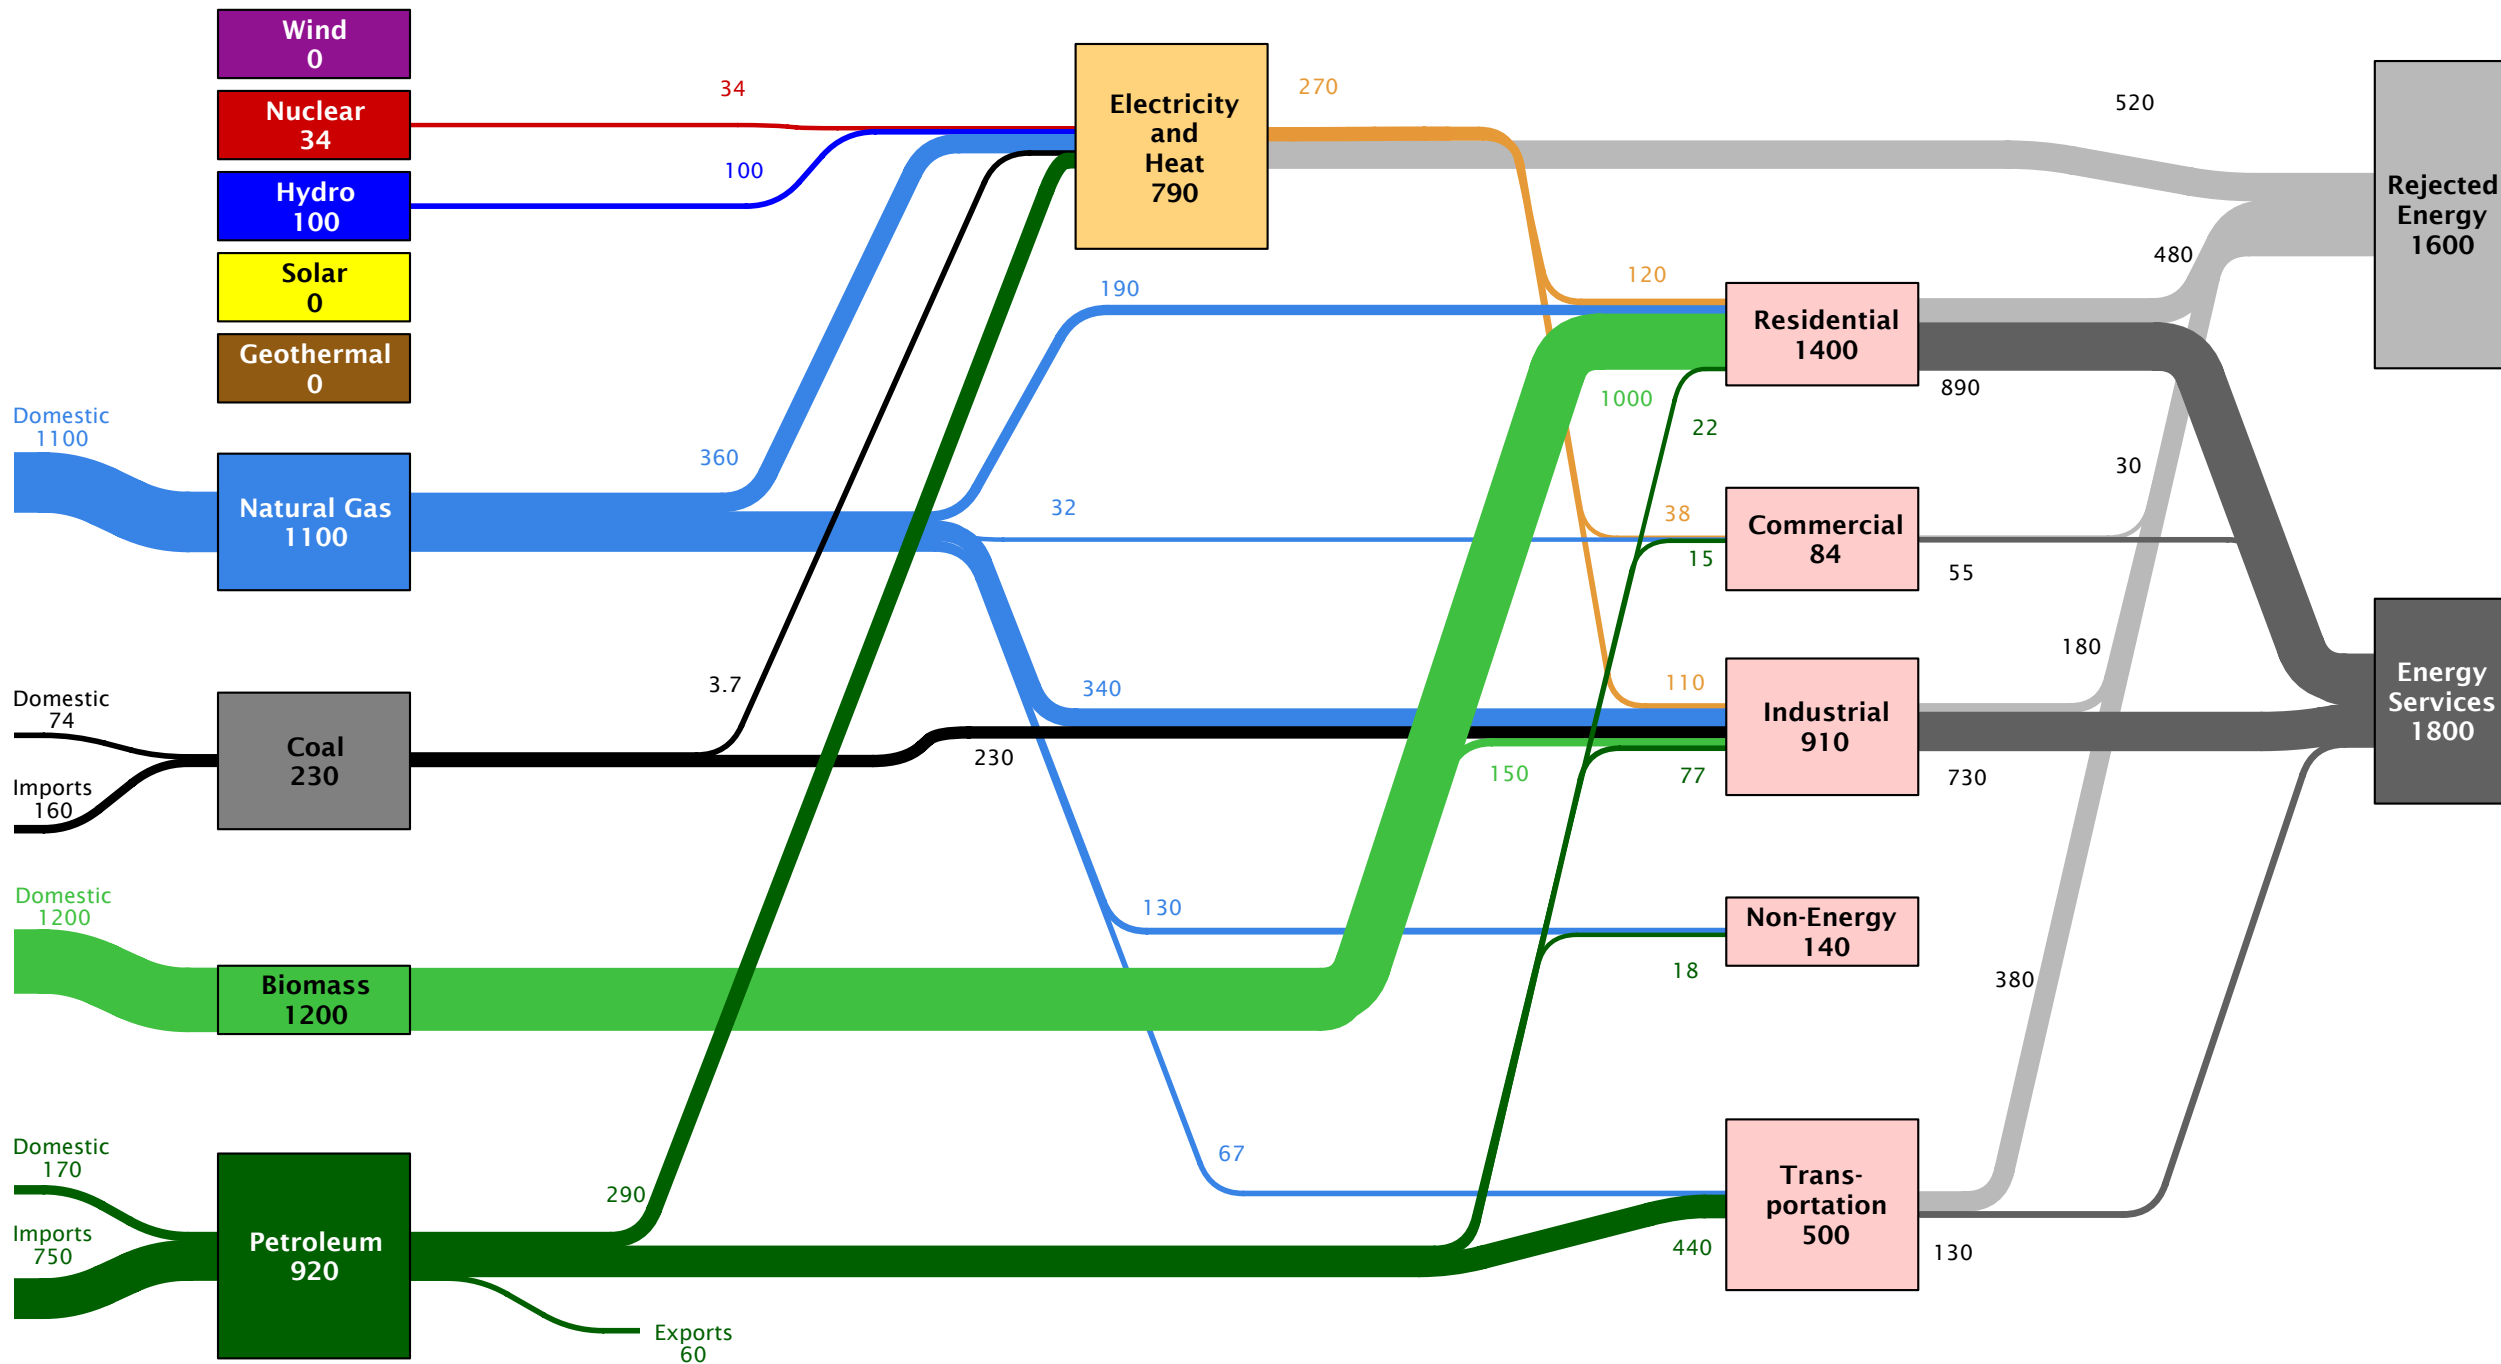 Wind
0
Nuclear
34
Hydro
100
Solar
0
Geothermal
0
Domestic
1100
Natural Gas
1100
Domestic
74
Imports
160
Coal
230
Domestic
1200
Biomass
1200
Domestic
170
Imports
750
Petroleum
920
Exports
60
34
100
360
3.7
290
Electricity
and
Heat
790
270
190
32
340
230
130
67
120
1000
22
38
15
110
150
77
18
440
Residential
1400
Commercial
84
Industrial
910
Non-Energy
140
Trans-
portation
500
520
480
890
30
55
180
730
380
130
Rejected
Energy
1600
Energy
Services
1800